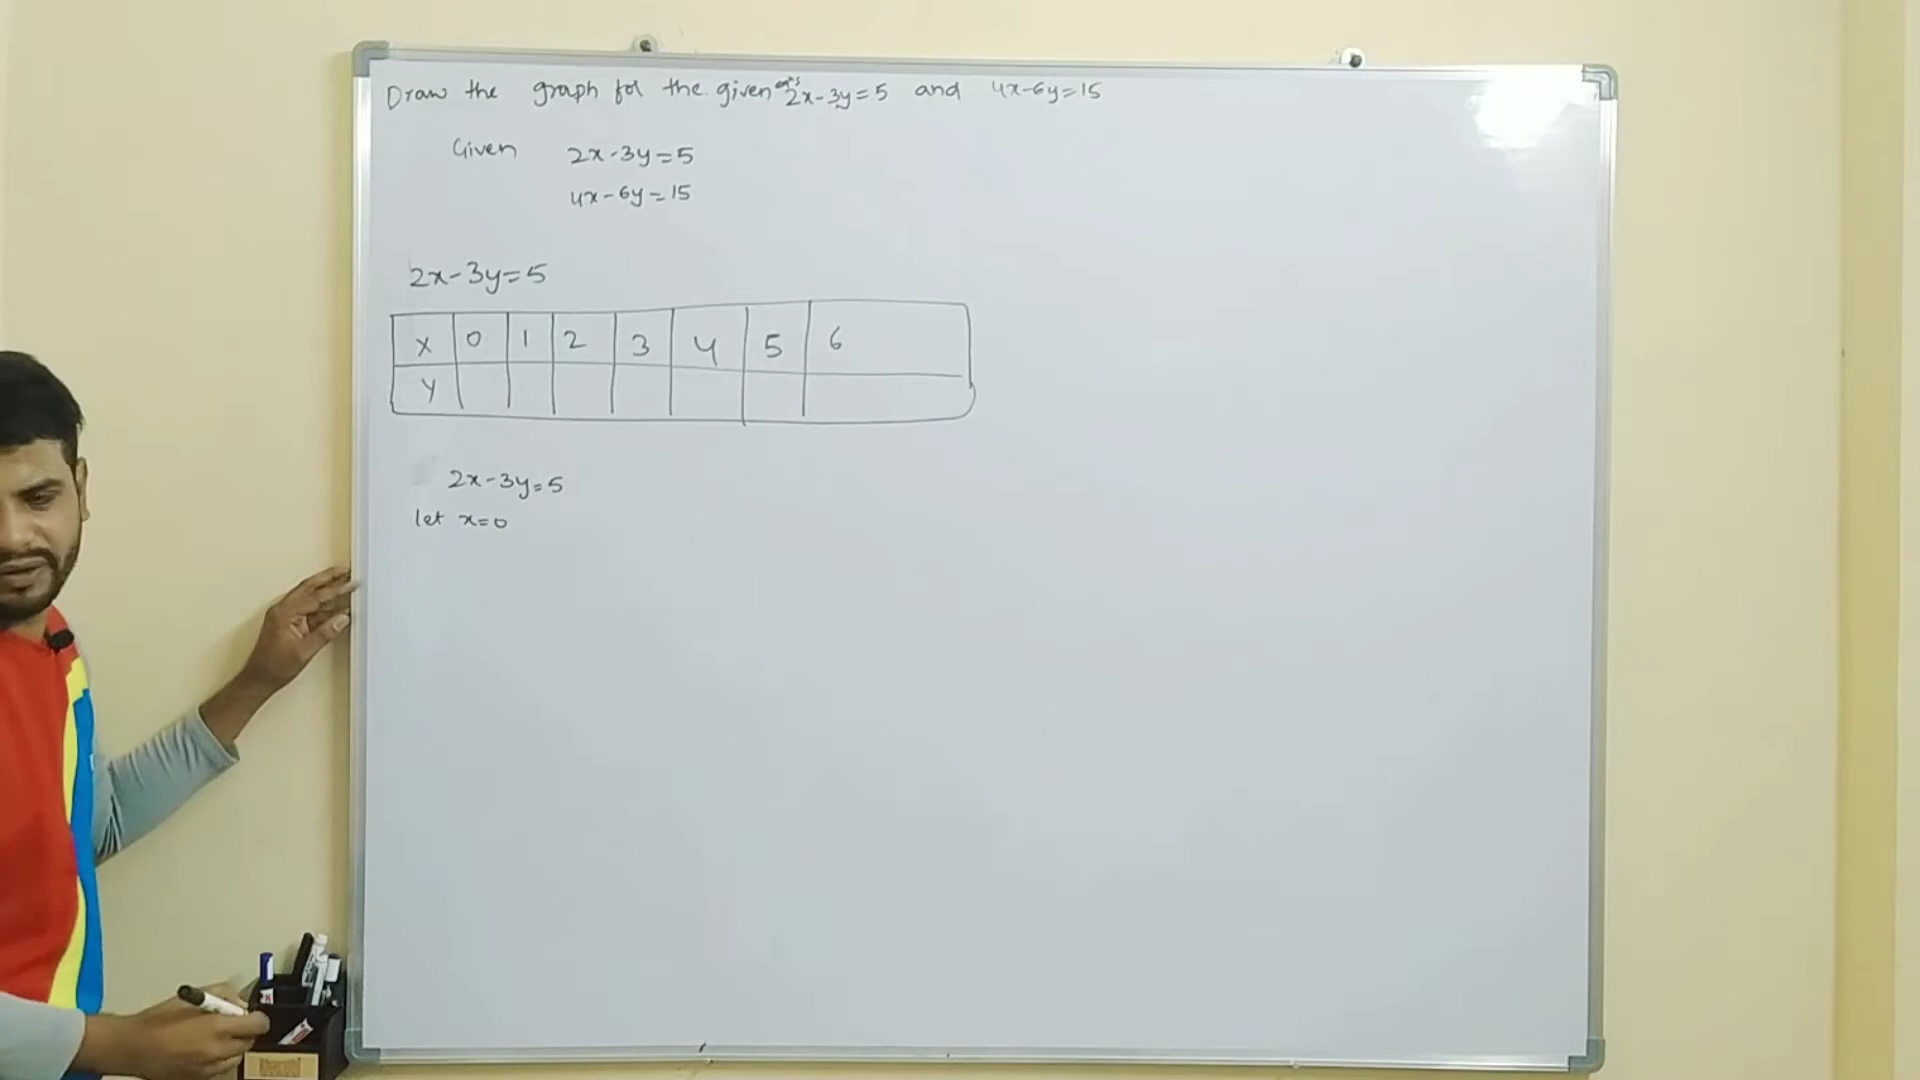 Draw the graph for the given eqn's 2x-3y=5 and 4x-6y=15
Given 2x-3y=5
4x-6y=15
2x-3y=5
X 0 1 2 3 4 5 6
Y
2x-3y=5
let x=0